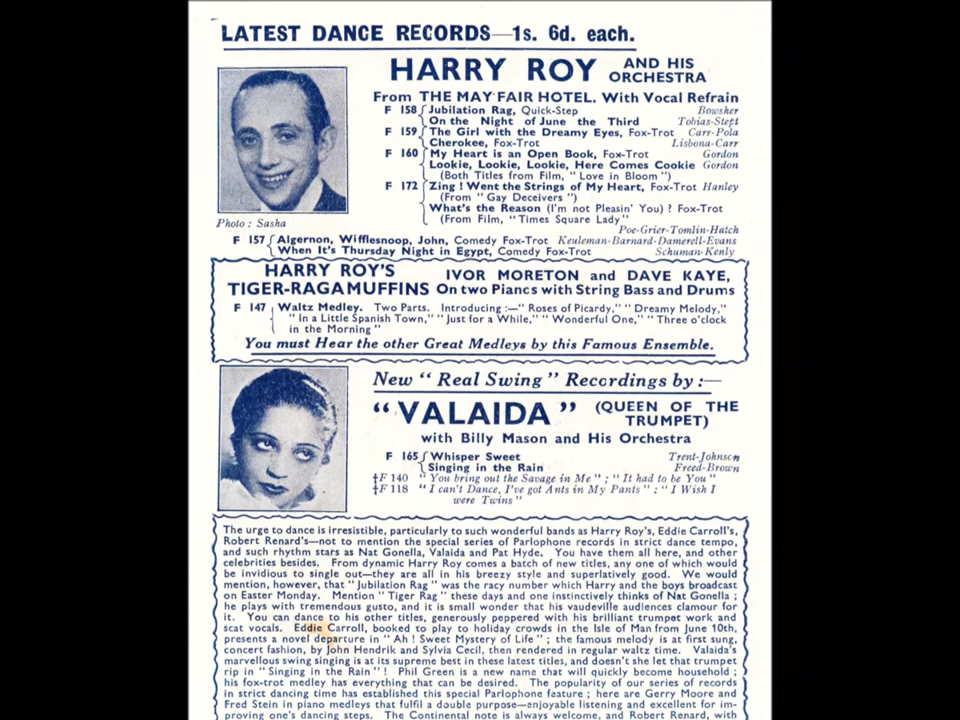 LATEST DANCE RECORDS—1s. 6d. each.
HARRY ROY AND HIS ORCHESTRA
From THE MAY FAIR HOTEL. With Vocal Refrain
F 158 Jubilation Rag, Quick-Step Bowsher
On the Night of June the Third Tobias-Stept
F 159 The Girl with the Dreamy Eyes, Fox-Trot Carr-Pola
Cherokee, Fox-Trot Lisbona-Carr
F 160 My Heart is an Open Book, Fox-Trot Gordon
Lookie, Lookie, Lookie, Here Comes Cookie Gordon
(Both Titles from Film, "Love in Bloom")
F 172 Zing! Went the Strings of My Heart, Fox-Trot Hanley
(From "Gay Deceivers")
What's the Reason (I'm not Pleasin' You)? Fox-Trot
(From Film, "Times Square Lady"
Poe-Grier-Tomlin-Hatch
Photo : Sasha
F 157 Algernon, Wifflesnoop, John, Comedy Fox-Trot Keuleman-Barnard-Damerell-Evans
When It's Thursday Night in Egypt, Comedy Fox-Trot Schuman-Kenly
HARRY ROY'S TIGER-RAGAMUFFINS
IVOR MORETON and DAVE KAYE,
On two Pianos with String Bass and Drums
F 147 Waltz Medley. Two Parts. Introducing :—"Roses of Picardy," "Dreamy Melody,"
"In a Little Spanish Town," "Just for a While," "Wonderful One," "Three o'clock
in the Morning"
You must Hear the other Great Medleys by this Famous Ensemble.
New "Real Swing" Recordings by :—
"VALAIDA" (QUEEN OF THE TRUMPET)
with Billy Mason and His Orchestra
F 165 Whisper Sweet Trent-Johnson
Singing in the Rain Freed-Brown
†F 140 "You bring out the Savage in Me" ; "It had to be You"
†F 118 "I can't Dance, I've got Ants in My Pants" ; "I Wish I
were Twins"
The urge to dance is irresistible, particularly to such wonderful bands as Harry Roy's, Eddie Carroll's,
Robert Renard's—not to mention the special series of Parlophone records in strict dance tempo,
and such rhythm stars as Nat Gonella, Valaida and Pat Hyde. You have them all here, and other
celebrities besides. From dynamic Harry Roy comes a batch of new titles, any one of which would
be invidious to single out—they are all in his breezy style and superlatively good. We would
mention, however, that "Jubilation Rag" was the racy number which Harry and the boys broadcast
on Easter Monday. Mention "Tiger Rag" these days and one instinctively thinks of Nat Gonella ;
he plays with tremendous gusto, and it is small wonder that his vaudeville audiences clamour for
it. You can dance to his other titles, generously peppered with his brilliant trumpet work and
scat vocals. Eddie Carroll, booked to play to holiday crowds in the Isle of Man from June 10th,
presents a novel departure in "Ah! Sweet Mystery of Life" ; the famous melody is at first sung,
concert fashion, by John Hendrik and Sylvia Cecil, then rendered in regular waltz time. Valaida's
marvellous swing singing is at its supreme best in these latest titles, and doesn't she let that trumpet
rip in "Singing in the Rain"! Phil Green is a new name that will quickly become household ;
his fox-trot medley has everything that can be desired. The popularity of our series of records
in strict dancing time has established this special Parlophone feature ; here are Gerry Moore and
Fred Stein in piano medleys that fulfil a double purpose—enjoyable listening and excellent for im-
proving one's dancing steps. The Continental note is always welcome, and Robert Renard, with